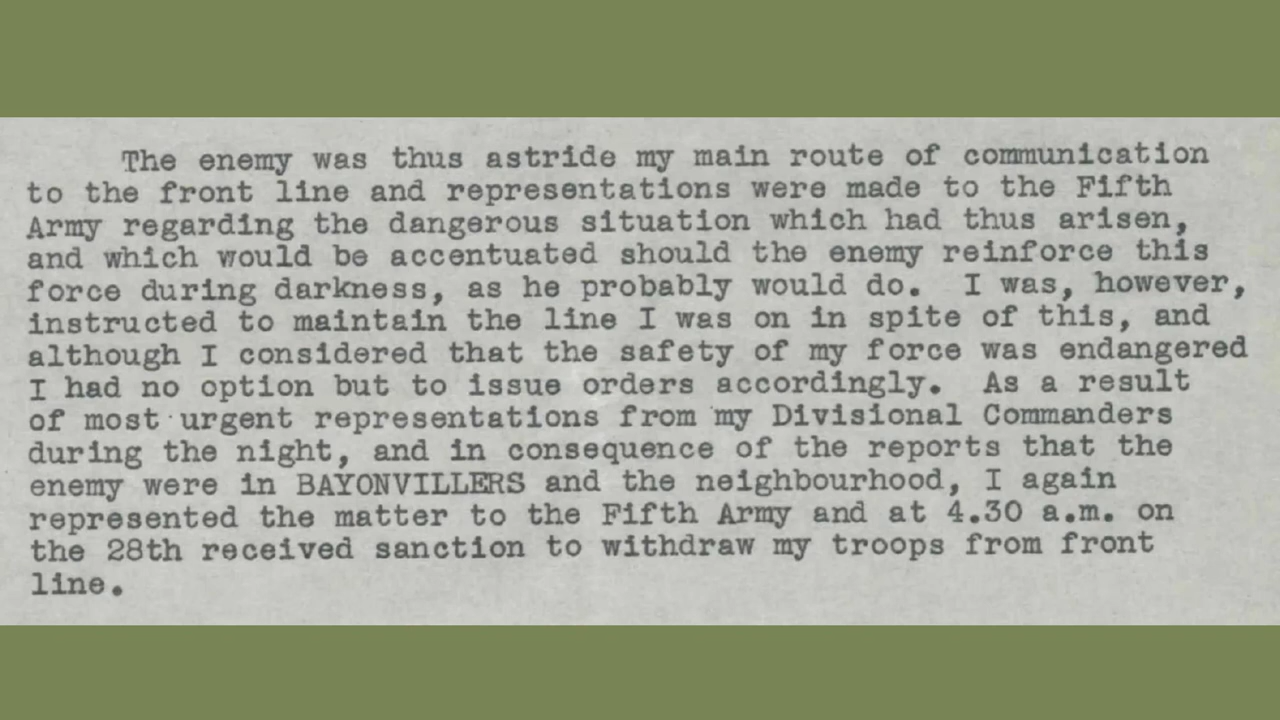 The enemy was thus astride my main route of communication
to the front line and representations were made to the Fifth
Army regarding the dangerous situation which had thus arisen,
and which would be accentuated should the enemy reinforce this
force during darkness, as he probably would do. I was, however,
instructed to maintain the line I was on in spite of this, and
although I considered that the safety of my force was endangered
I had no option but to issue orders accordingly. As a result
of most urgent representations from my Divisional Commanders
during the night, and in consequence of the reports that the
enemy were in BAYONVILLERS and the neighbourhood, I again
represented the matter to the Fifth Army and at 4.30 a.m. on
the 28th received sanction to withdraw my troops from front
line.